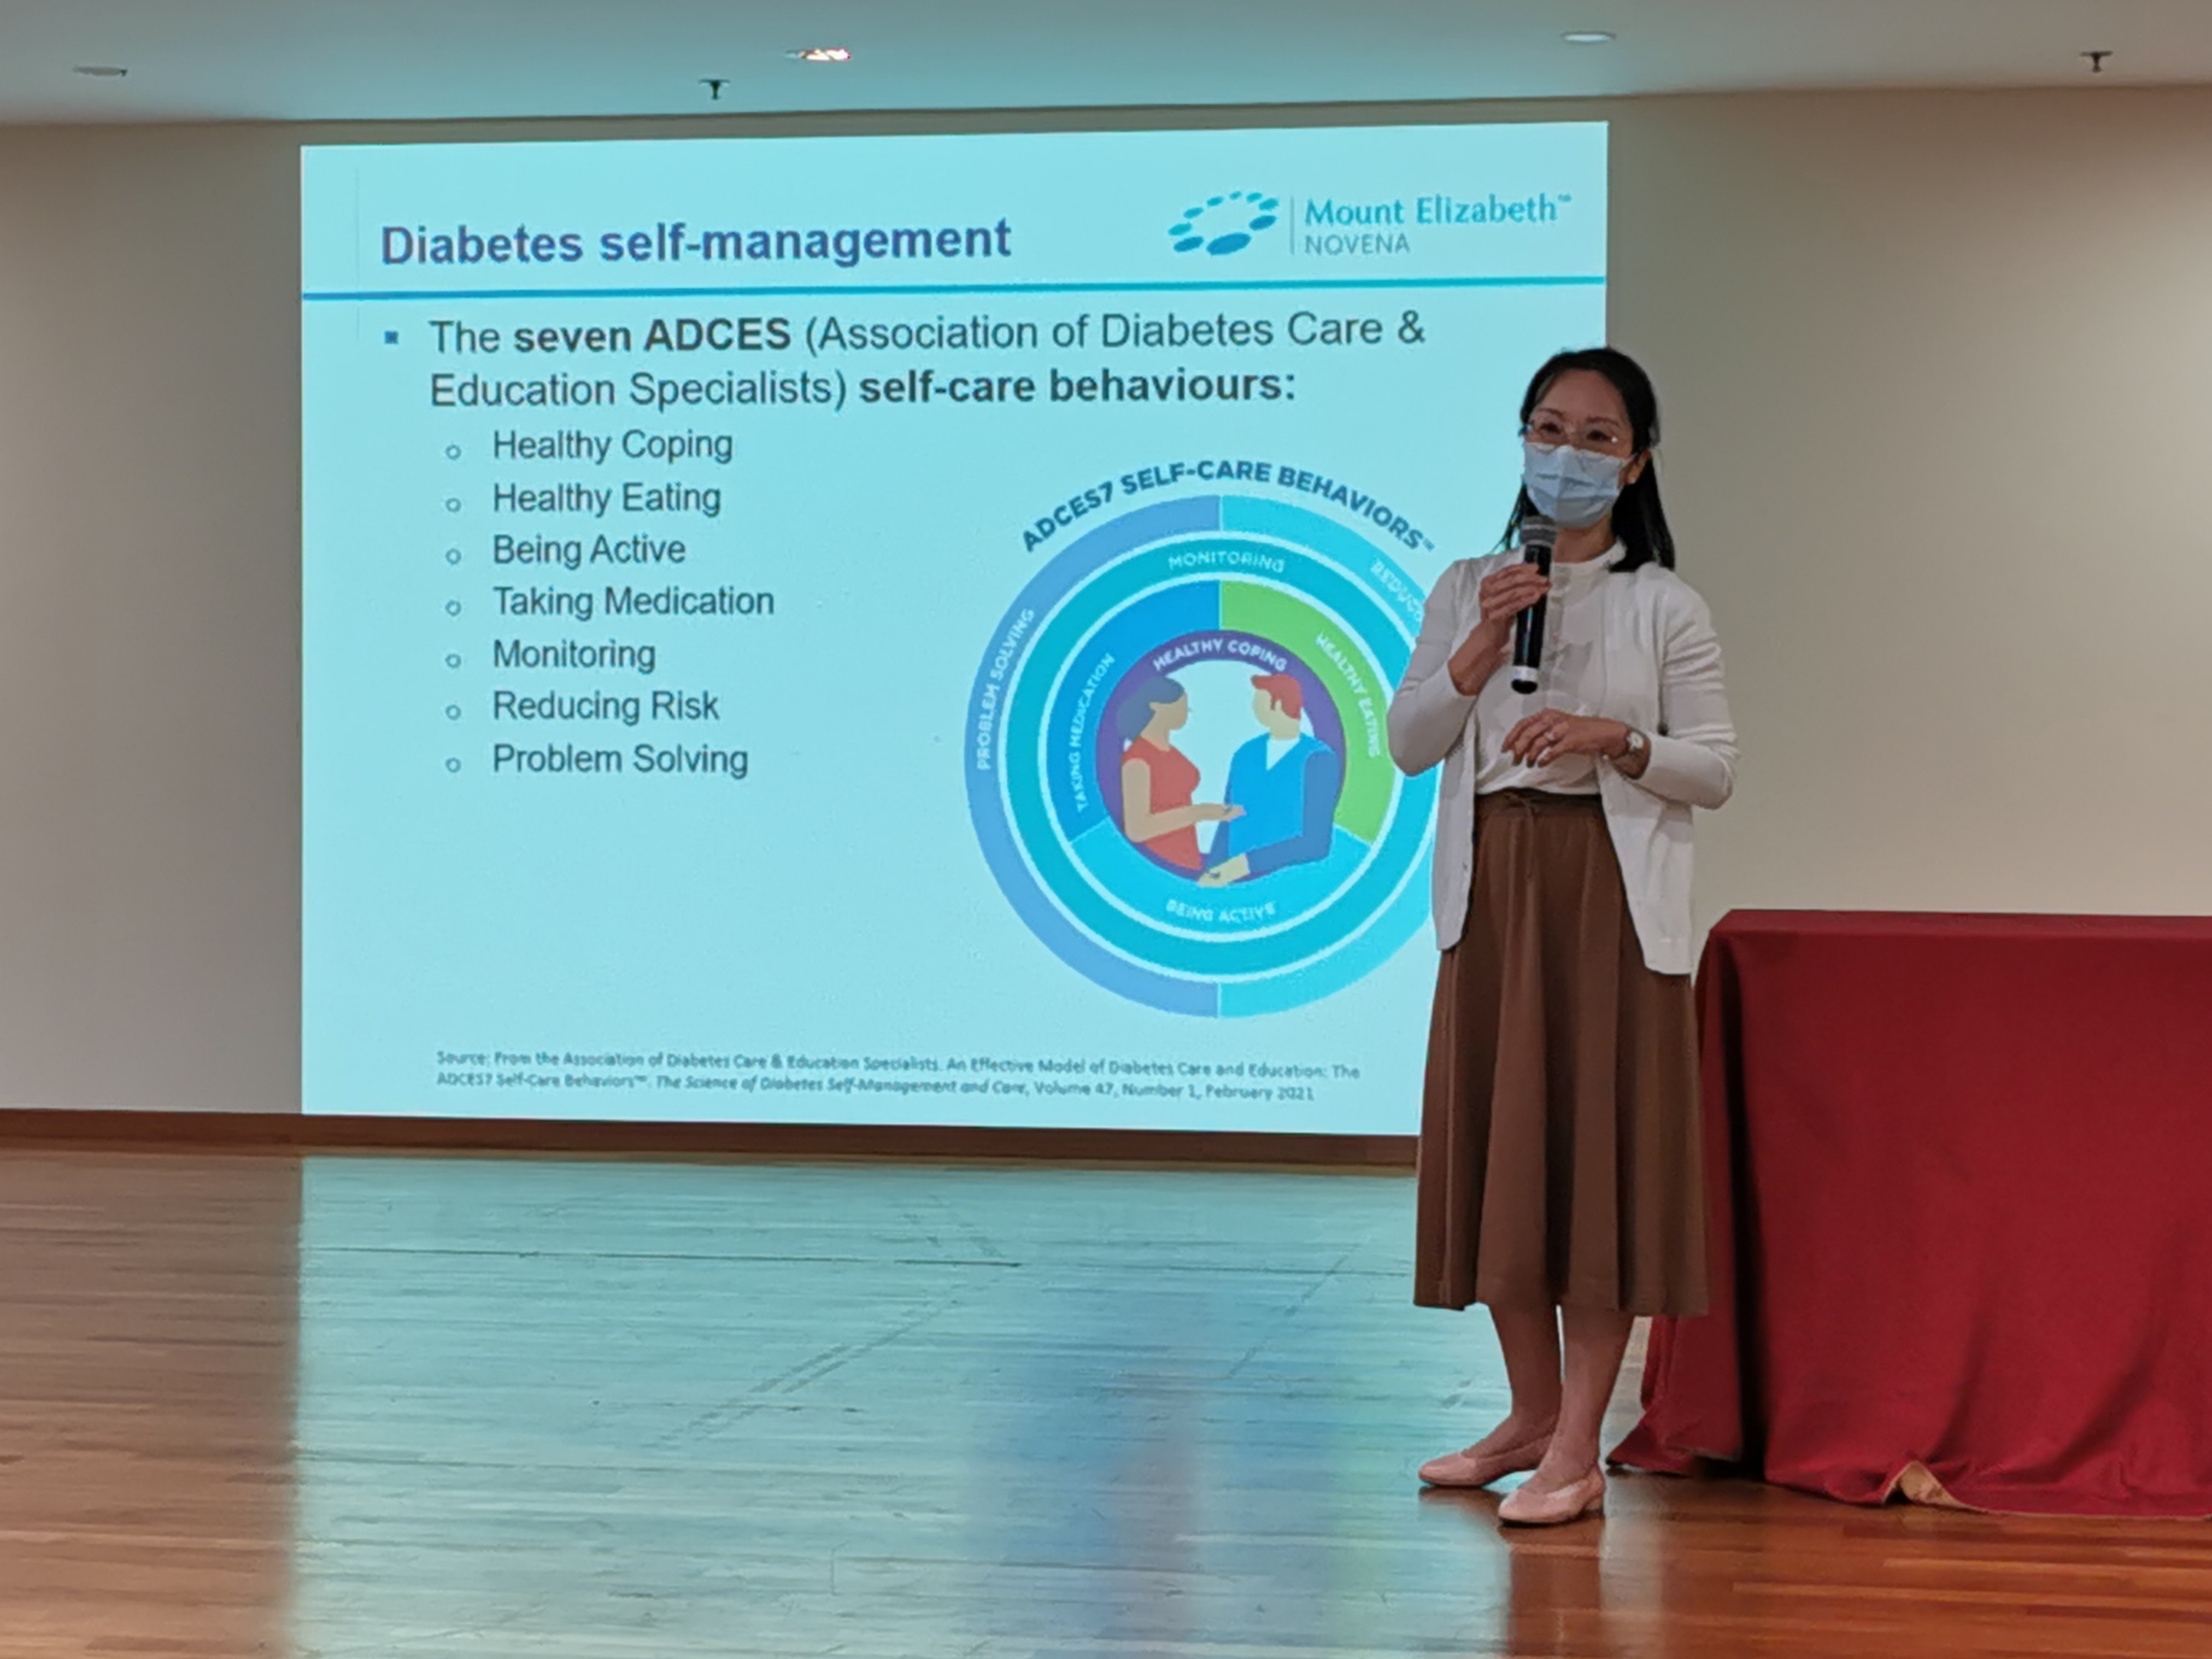 Diabetes self-management
Mount Elizabeth™
NOVENA
▪ The seven ADCES (Association of Diabetes Care &
Education Specialists) self-care behaviours:
o Healthy Coping
o Healthy Eating
o Being Active
o Taking Medication
o Monitoring
o Reducing Risk
o Problem Solving
ADCES7 SELF-CARE BEHAVIORS™
MONITORING
PROBLEM SOLVING
TAKING MEDICATION
HEALTHY COPING
HEALTHY EATING
BEING ACTIVE
Source: From the Association of Diabetes Care & Education Specialists. An Effective Model of Diabetes Care and Education: The
ADCES7 Self-Care Behaviors™. The Science of Diabetes Self-Management and Care, Volume 47, Number 1, February 2021